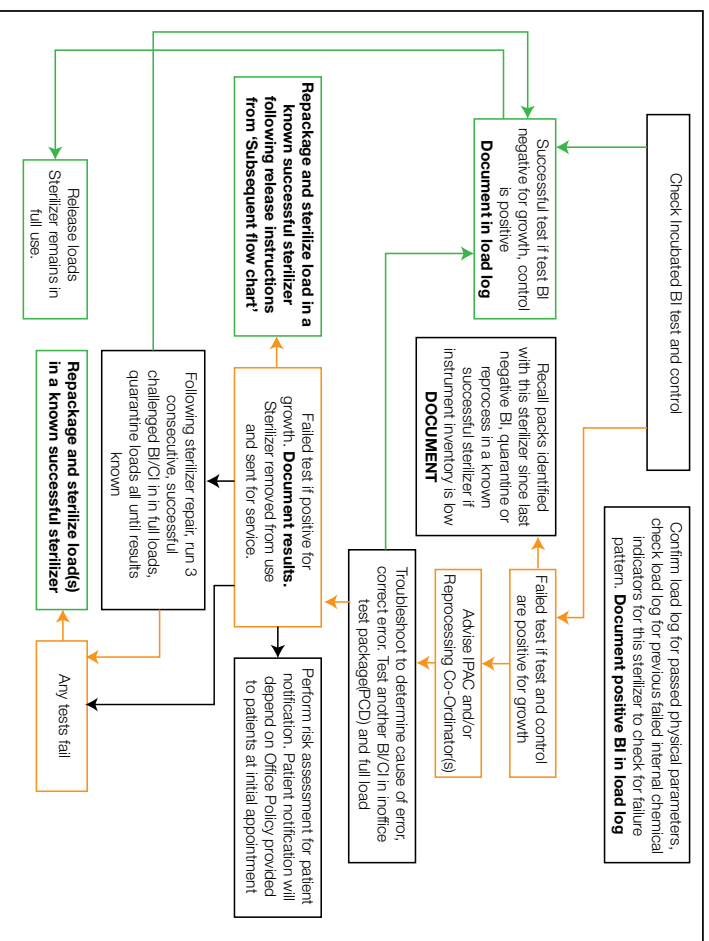 Check Incubated BI test and control
Confirm load log for passed physical parameters,
check load log for previous failed internal chemical
indicators for this sterilizer to check for failure
pattern. Document positive BI in load log
Successful test if test BI
negative for growth, control
is positive
Document in load log
Recall packs identified
with this sterilizer since last
negative BI, quarantine or
reprocess in a known
successful sterilizer if
instrument inventory is low
DOCUMENT
Failed test if test and control
are positive for growth
Advise IPAC and/or
Reprocessing Co-Ordinator(s)
Troubleshoot to determine cause of error,
correct error. Test another BI/CI in inoffice
test package(PCD) and full load
Repackage and sterilize load in a
known successful sterilizer
following release instructions
from ‘Subsequent flow chart’
Failed test if positive for
growth. Document results.
Sterilizer removed from use
and sent for service.
Perform risk assessment for patient
notification. Patient notification will
depend on Office Policy provided
to patients at initial appointment
Following sterilizer repair, run 3
consecutive, successful
challenged BI/CI in in full loads,
quarantine loads all until results
known
Release loads
Sterilizer remains in
full use.
Repackage and sterilize load(s)
in a known successful sterilizer
Any tests fail